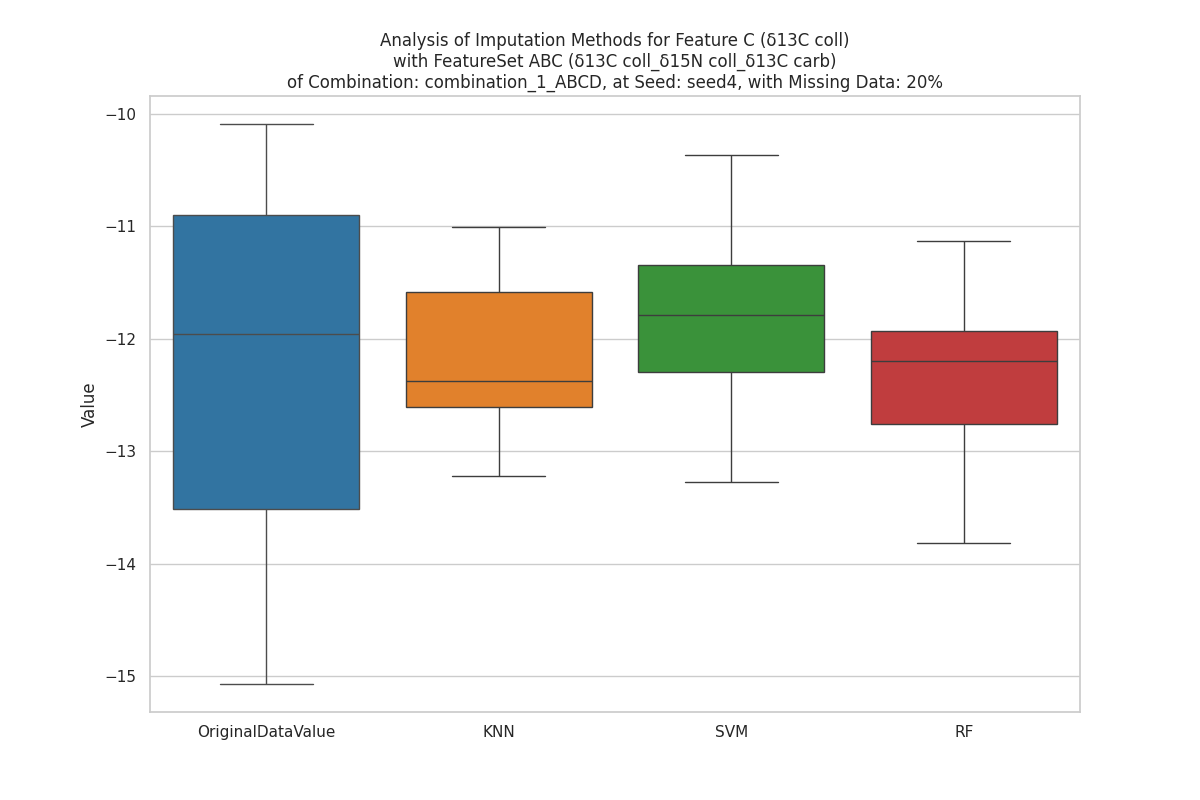 Analysis of Imputation Methods for Feature C (δ13C coll)
with FeatureSet ABC (δ13C coll_δ15N coll_δ13C carb)
of Combination: combination_1_ABCD, at Seed: seed4, with Missing Data: 20%
−10
−11
−12
−13
−14
−15
Value
OriginalDataValue
KNN
SVM
RF